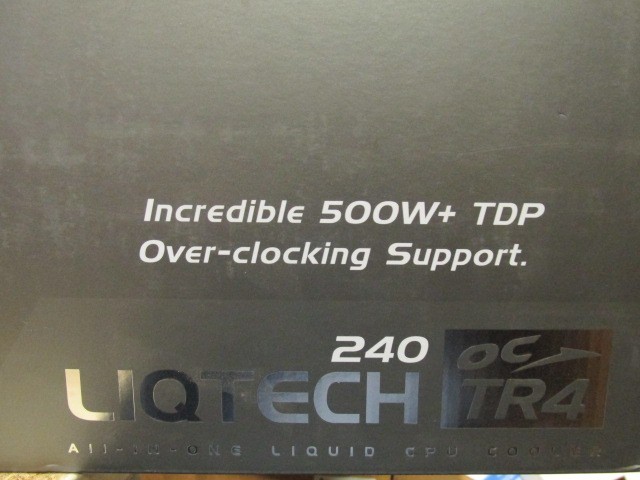 Incredible 500W+ TDP
Over-clocking Support.
240
LIQTECH
OC
TR4
ALL-IN-ONE LIQUID CPU COOLER